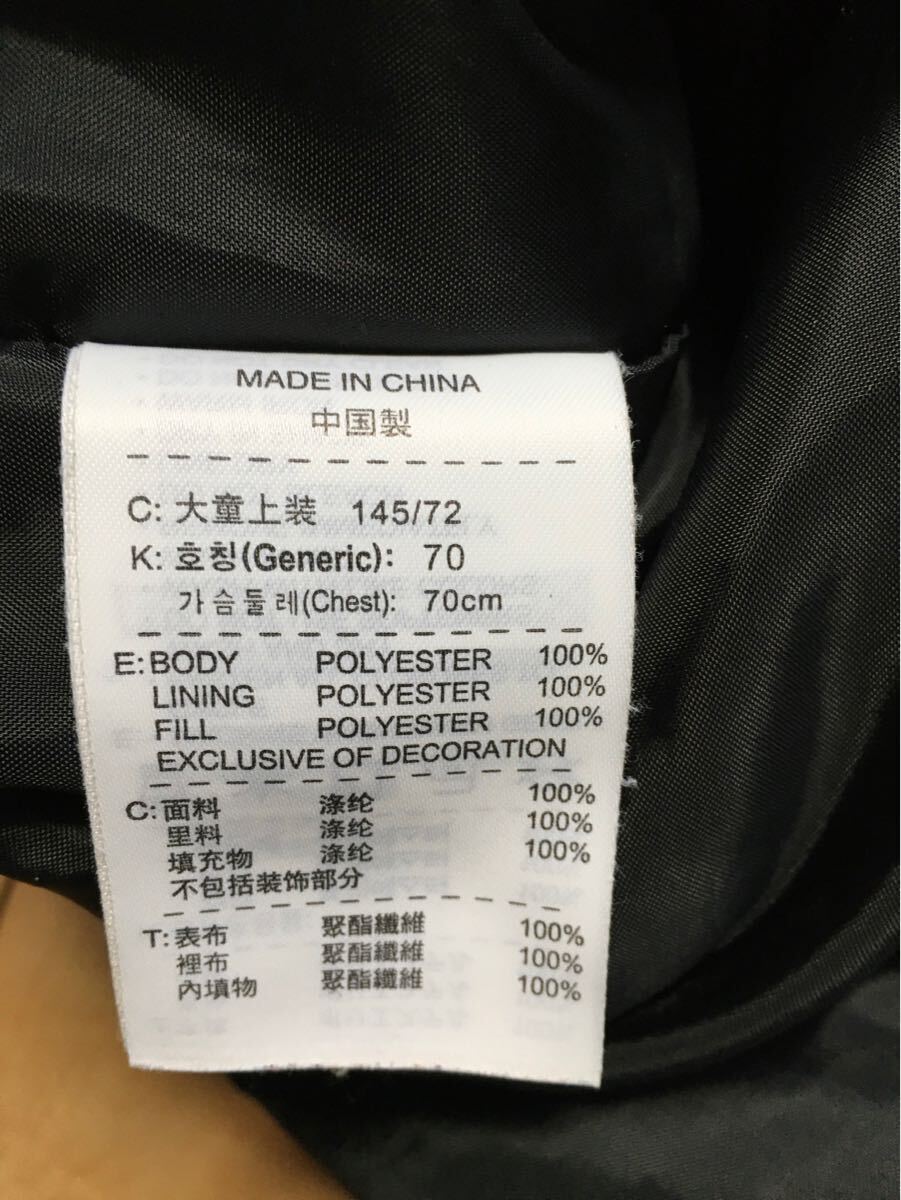 MADE IN CHINA
中国製
C: 大童上装 145/72
K: 호칭(Generic): 70
가슴둘레(Chest): 70cm
E: BODY POLYESTER 100%
LINING POLYESTER 100%
FILL POLYESTER 100%
EXCLUSIVE OF DECORATION
C: 面料 涤纶 100%
里料 涤纶 100%
填充物 涤纶 100%
不包括装饰部分
T: 表布 聚酯纖維 100%
裡布 聚酯纖維 100%
內填物 聚酯纖維 100%